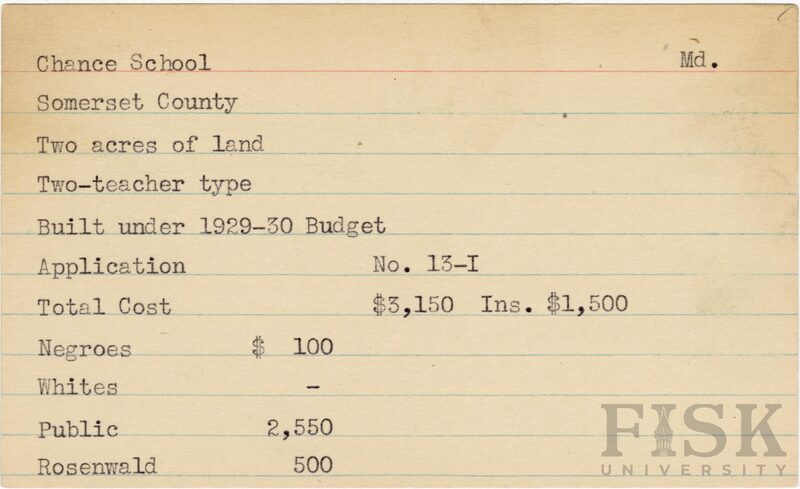 Chance School Md.
Somerset County
Two acres of land
Two-teacher type
Built under 1929-30 Budget
Application No. 13-I
Total Cost $3,150 Ins. $1,500
Negroes $ 100
Whites -
Public 2,550
Rosenwald 500
FISK
UNIVERSITY